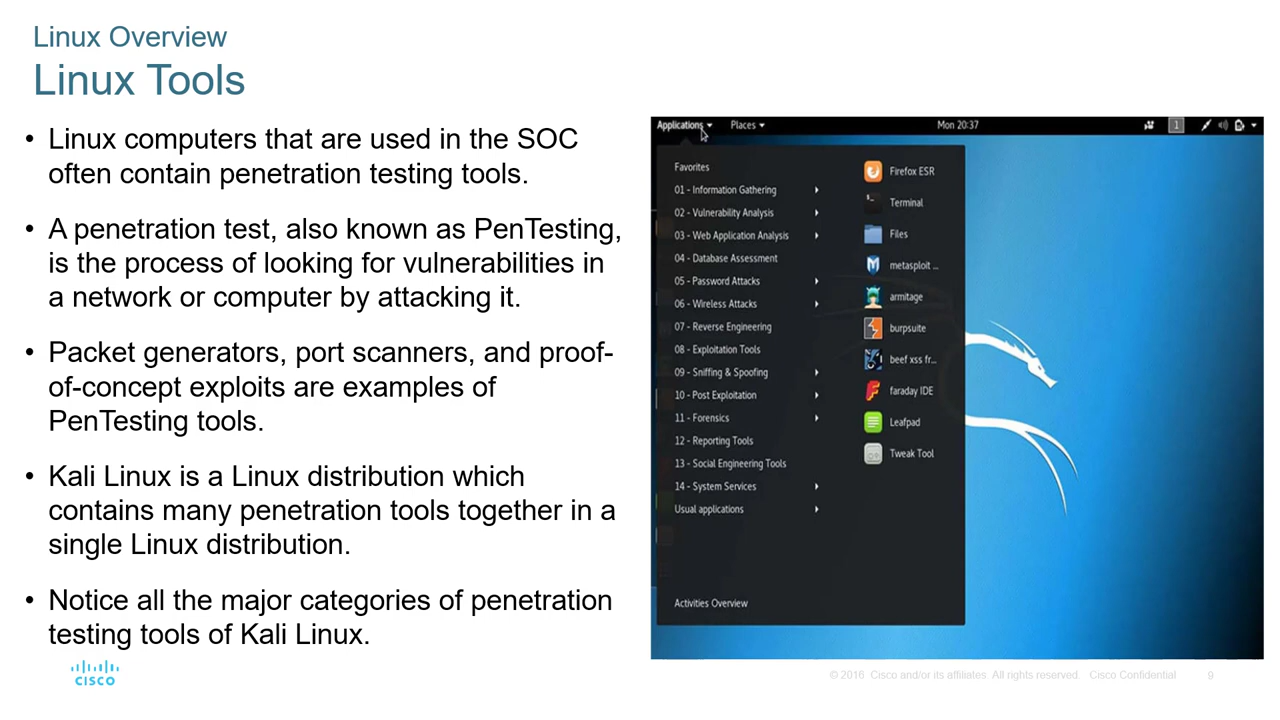 Linux Overview
Linux Tools
• Linux computers that are used in the SOC
often contain penetration testing tools.
• A penetration test, also known as PenTesting,
is the process of looking for vulnerabilities in
a network or computer by attacking it.
• Packet generators, port scanners, and proof-
of-concept exploits are examples of
PenTesting tools.
• Kali Linux is a Linux distribution which
contains many penetration tools together in a
single Linux distribution.
• Notice all the major categories of penetration
testing tools of Kali Linux.
Applications Places Mon 20:37 1
Favorites
01 - Information Gathering
02 - Vulnerability Analysis
03 - Web Application Analysis
04 - Database Assessment
05 - Password Attacks
06 - Wireless Attacks
07 - Reverse Engineering
08 - Exploitation Tools
09 - Sniffing & Spoofing
10 - Post Exploitation
11 - Forensics
12 - Reporting Tools
13 - Social Engineering Tools
14 - System Services
Usual applications
Activities Overview
Firefox ESR
Terminal
Files
metasploit ...
armitage
burpsuite
beef xss fr...
faraday IDE
Leafpad
Tweak Tool
CISCO
© 2016 Cisco and/or its affiliates. All rights reserved. Cisco Confidential 9